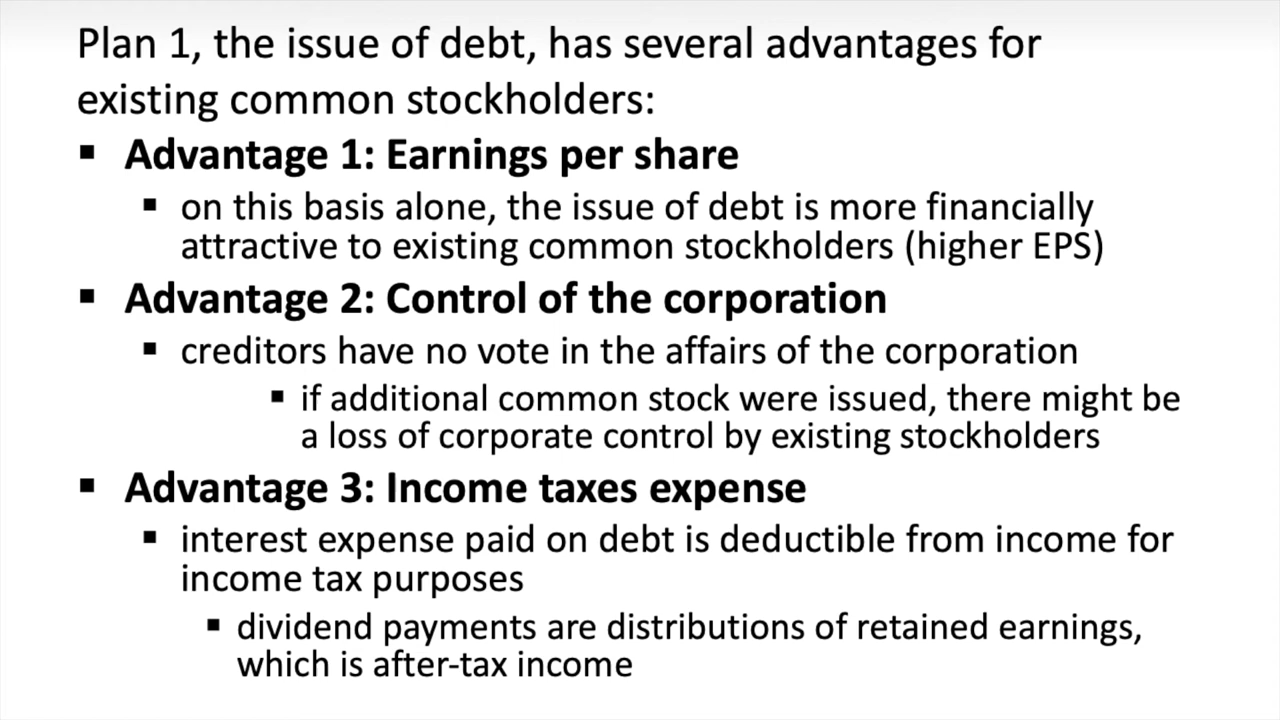 Plan 1, the issue of debt, has several advantages for
existing common stockholders:
▪ Advantage 1: Earnings per share
▪ on this basis alone, the issue of debt is more financially
attractive to existing common stockholders (higher EPS)
▪ Advantage 2: Control of the corporation
▪ creditors have no vote in the affairs of the corporation
▪ if additional common stock were issued, there might be
a loss of corporate control by existing stockholders
▪ Advantage 3: Income taxes expense
▪ interest expense paid on debt is deductible from income for
income tax purposes
▪ dividend payments are distributions of retained earnings,
which is after-tax income